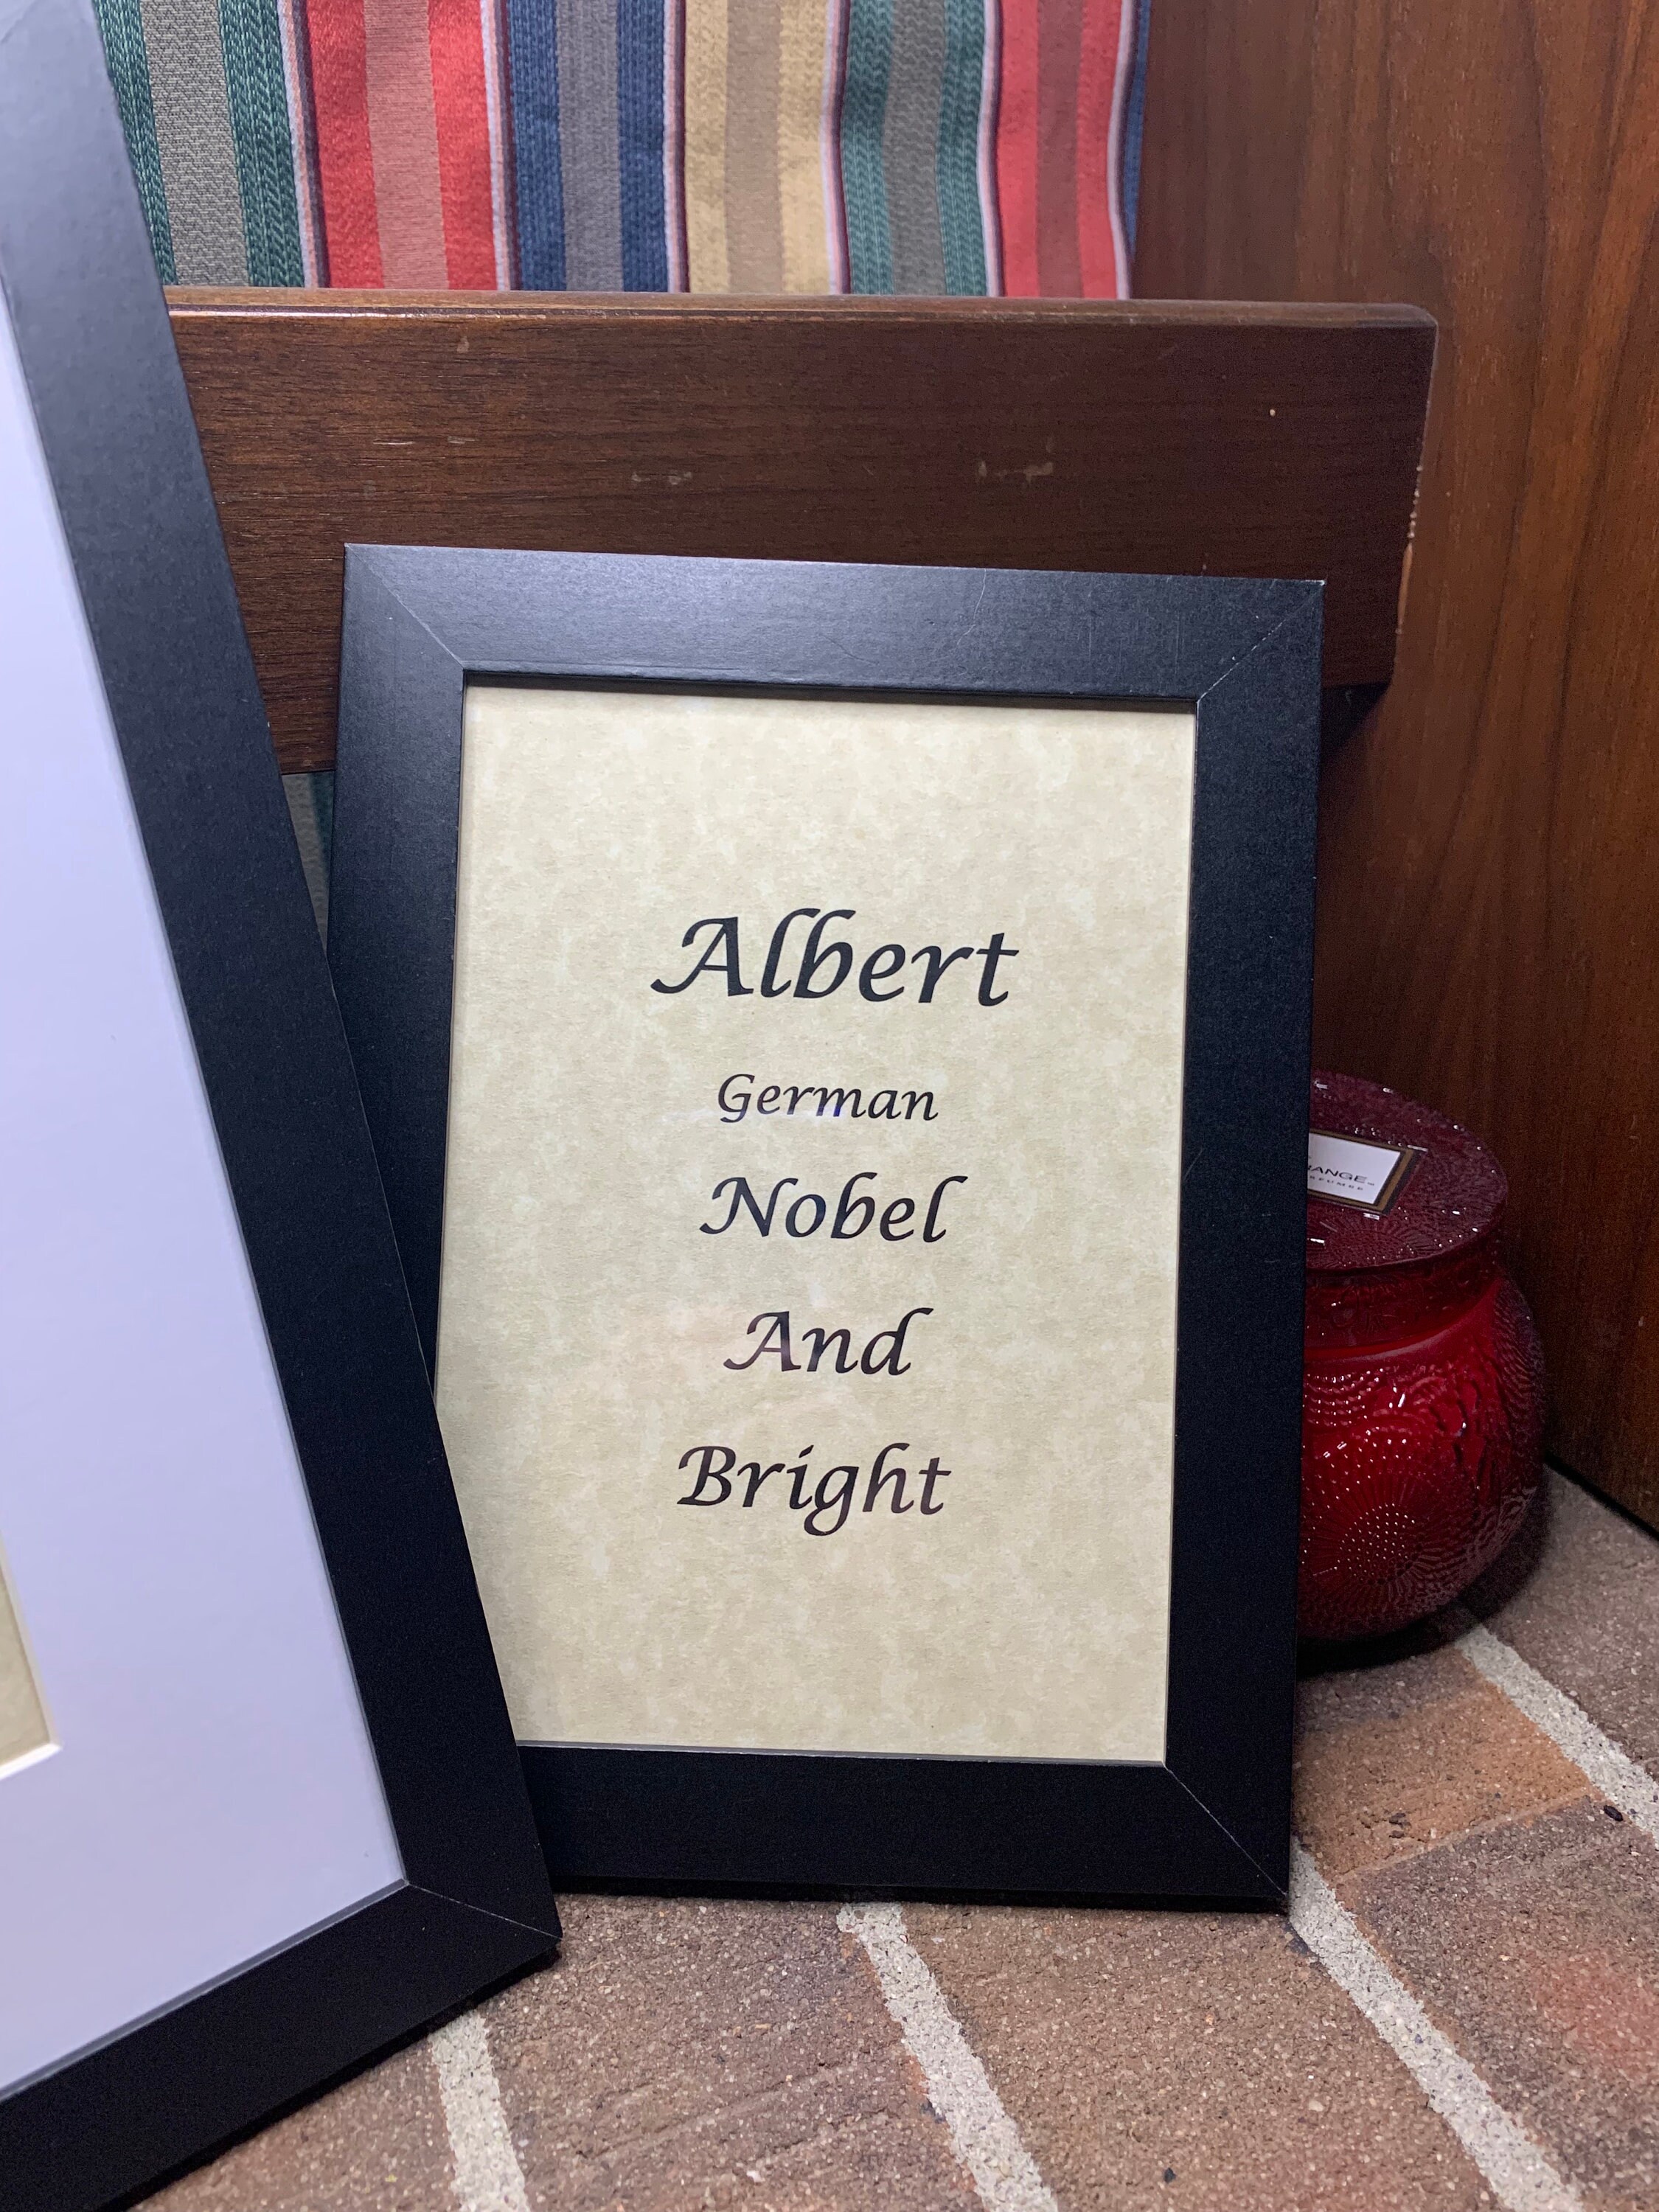 Albert
German
Nobel
And
Bright